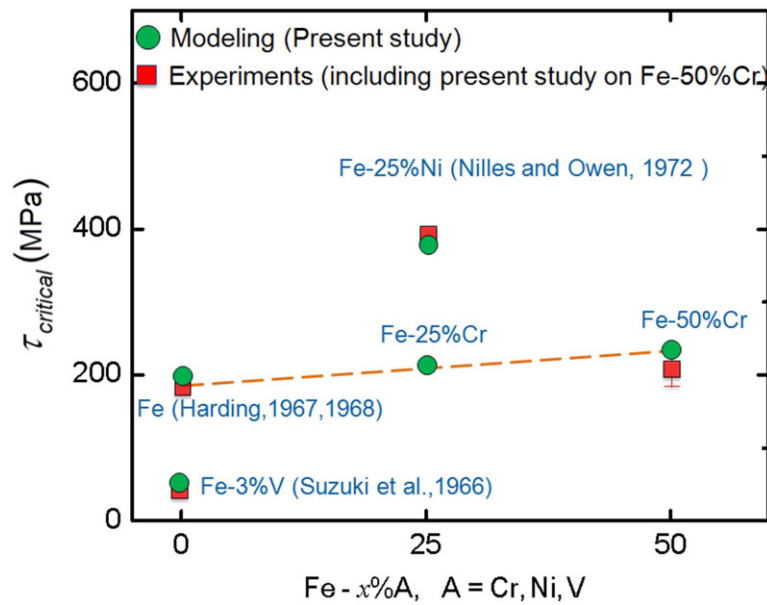 Modeling (Present study)
Experiments (including present study on Fe-50%Cr)
600
400
200
0
τcritical (MPa)
Fe-25%Ni (Nilles and Owen, 1972 )
Fe-25%Cr
Fe-50%Cr
Fe (Harding,1967,1968)
Fe-3%V (Suzuki et al.,1966)
0 25 50
Fe - x%A, A = Cr, Ni, V